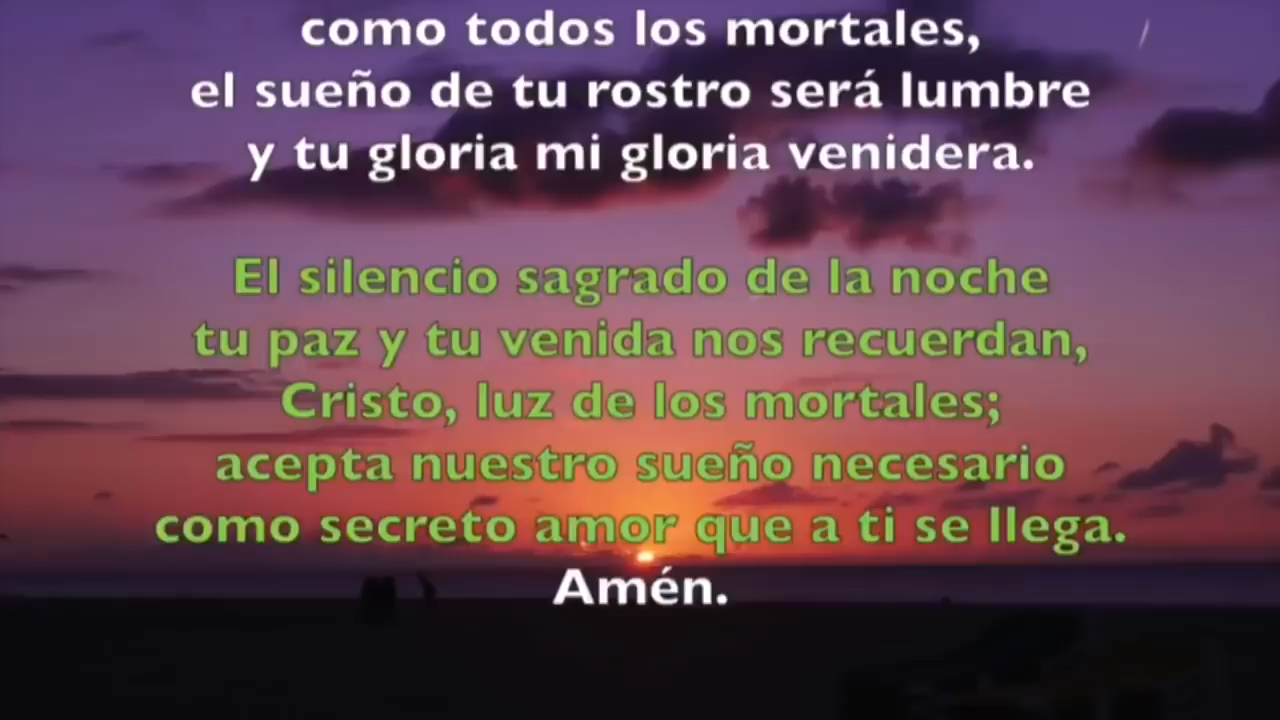 como todos los mortales,
el sueño de tu rostro será lumbre
y tu gloria mi gloria venidera.
El silencio sagrado de la noche
tu paz y tu venida nos recuerdan,
Cristo, luz de los mortales;
acepta nuestro sueño necesario
como secreto amor que a ti se llega.
Amén.